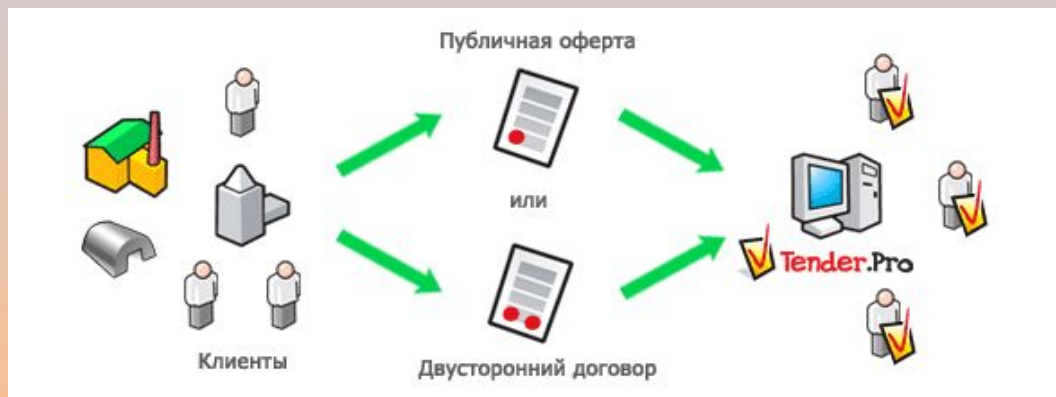 Публичная оферта
или
Tender.Pro
Клиенты
Двусторонний договор